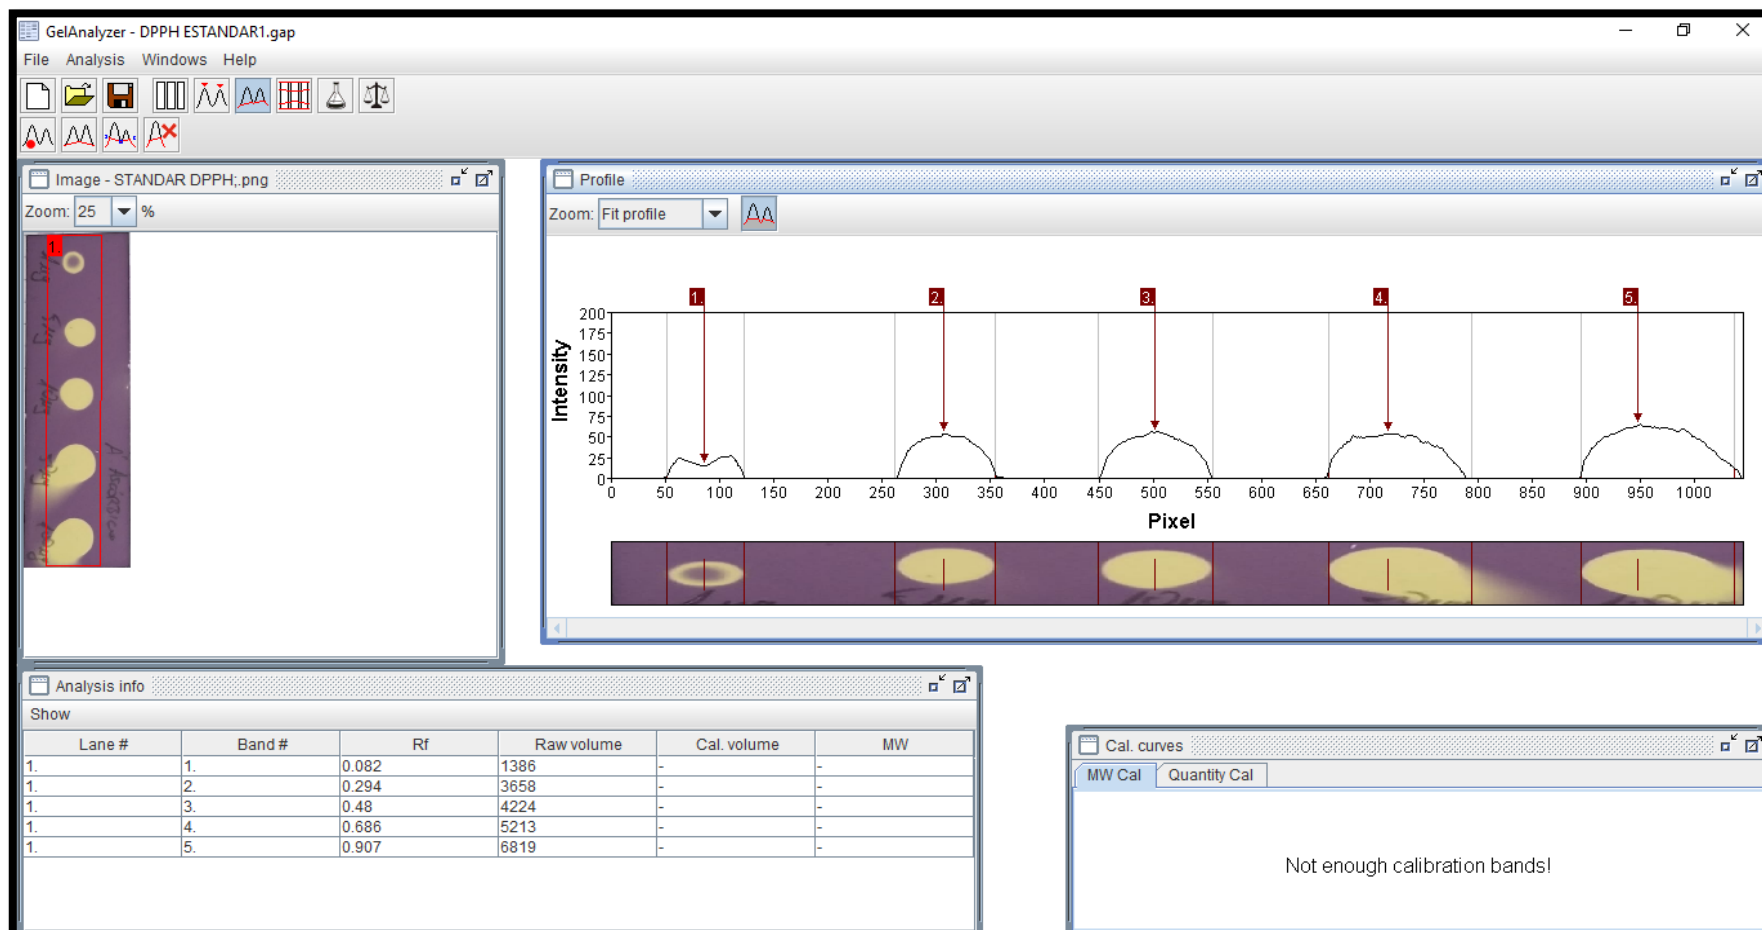 GelAnalyzer - DPPH ESTANDAR1.gap
File Analysis Windows Help
Image - STANDAR DPPH;.png
Zoom: 25 %
1.
Profile
Zoom: Fit profile
1. 2. 3. 4. 5.
200
175
150
125
100
75
50
25
0
Intensity
0 50 100 150 200 250 300 350 400 450 500 550 600 650 700 750 800 850 900 950 1000
Pixel
Analysis info
Show
Lane # Band # Rf Raw volume Cal. volume MW
1. 1. 0.082 1386 - -
1. 2. 0.294 3658 - -
1. 3. 0.48 4224 - -
1. 4. 0.686 5213 - -
1. 5. 0.907 6819 - -
Cal. curves
MW Cal Quantity Cal
Not enough calibration bands!